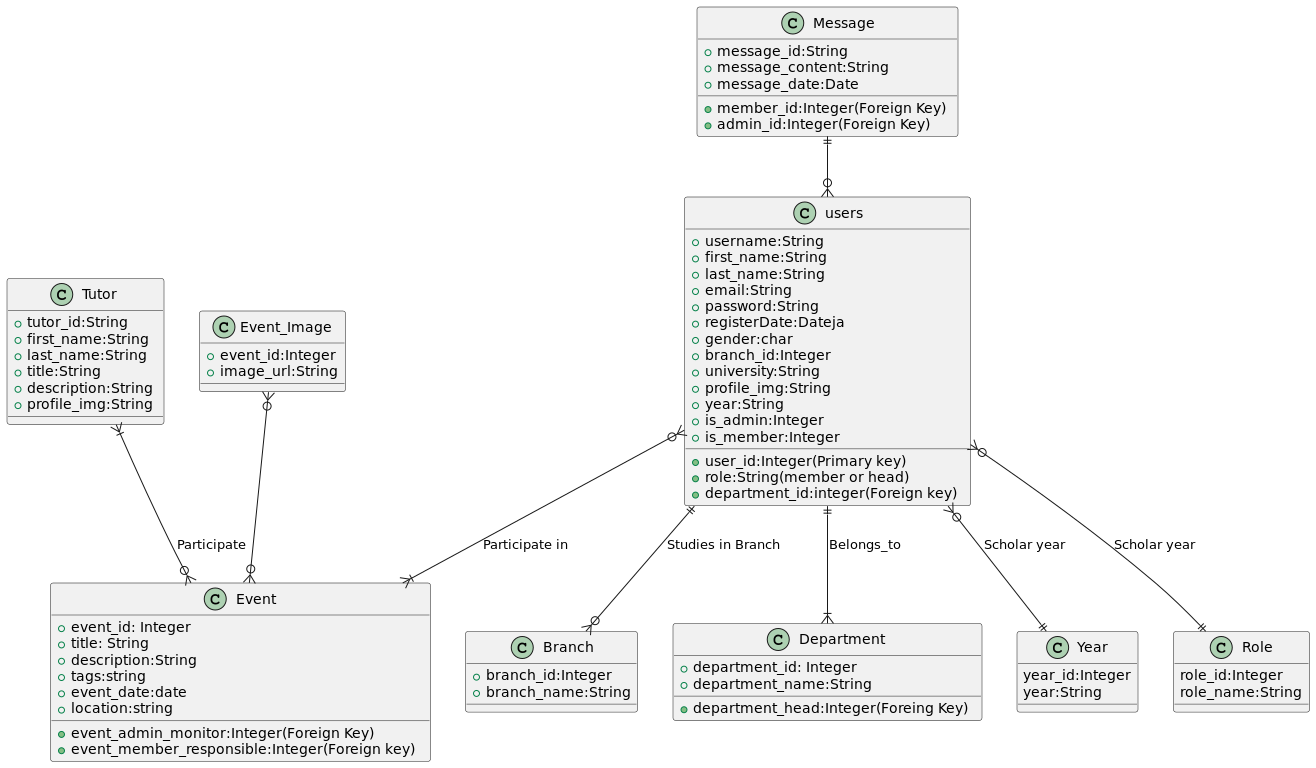 C Message
message_id:String
message_content:String
message_date:Date
member_id:Integer(Foreign Key)
admin_id:Integer(Foreign Key)
C users
username:String
first_name:String
last_name:String
email:String
password:String
registerDate:Dateja
gender:char
branch_id:Integer
university:String
profile_img:String
year:String
is_admin:Integer
is_member:Integer
user_id:Integer(Primary key)
role:String(member or head)
department_id:integer(Foreign key)
C Tutor
tutor_id:String
first_name:String
last_name:String
title:String
description:String
profile_img:String
C Event_Image
event_id:Integer
image_url:String
Participate
Participate in
Studies in Branch
Belongs_to
Scholar year
Scholar year
C Event
event_id: Integer
title: String
description:String
tags:string
event_date:date
location:string
event_admin_monitor:Integer(Foreign Key)
event_member_responsible:Integer(Foreign key)
C Branch
branch_id:Integer
branch_name:String
C Department
department_id: Integer
department_name:String
department_head:Integer(Foreing Key)
C Year
year_id:Integer
year:String
C Role
role_id:Integer
role_name:String